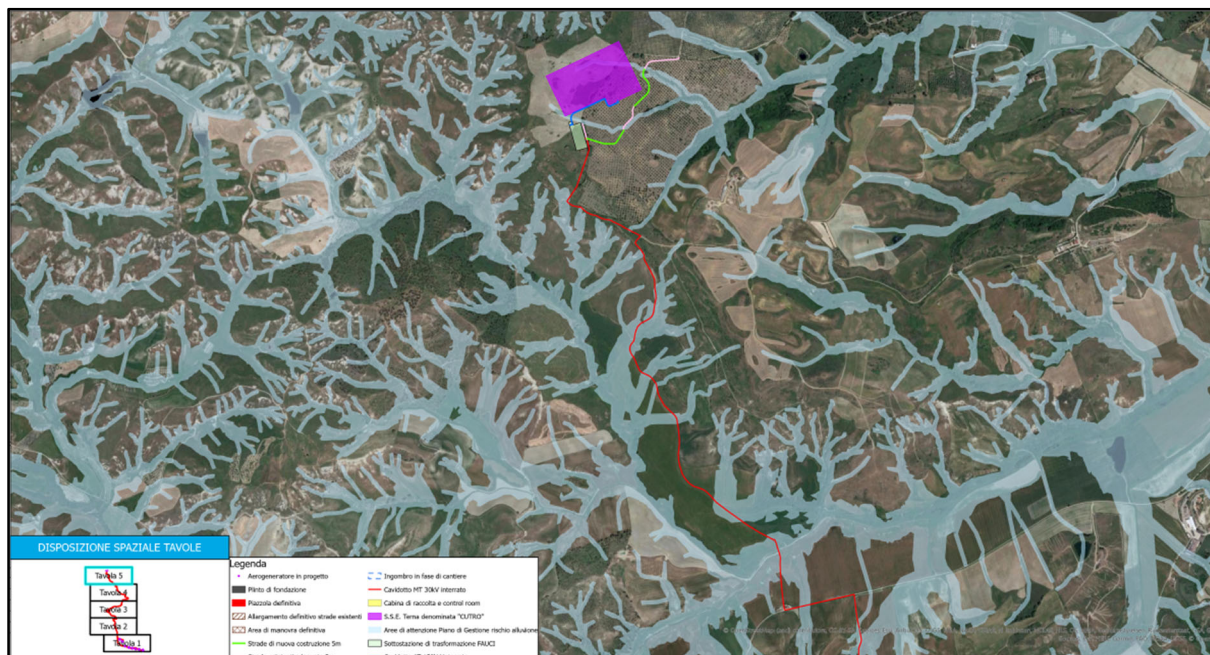 DISPOSIZIONE SPAZIALE TAVOLE
Tavola 5
Tavola 4
Tavola 3
Tavola 2
Tavola 1
Legenda
Aerogeneratore in progetto
Plinto di fondazione
Piazzola definitiva
Allargamento definitivo strade esistenti
Area di manovra definitiva
Strade di nuova costruzione 5m
Ingombro in fase di cantiere
Cavidotto MT 30kV interrato
Cabina di raccolta e control room
S.S.E. Terna denominata "CUTRO"
Aree di attenzione Piano di Gestione rischio alluvione
Sottostazione di trasformazione FAUCI